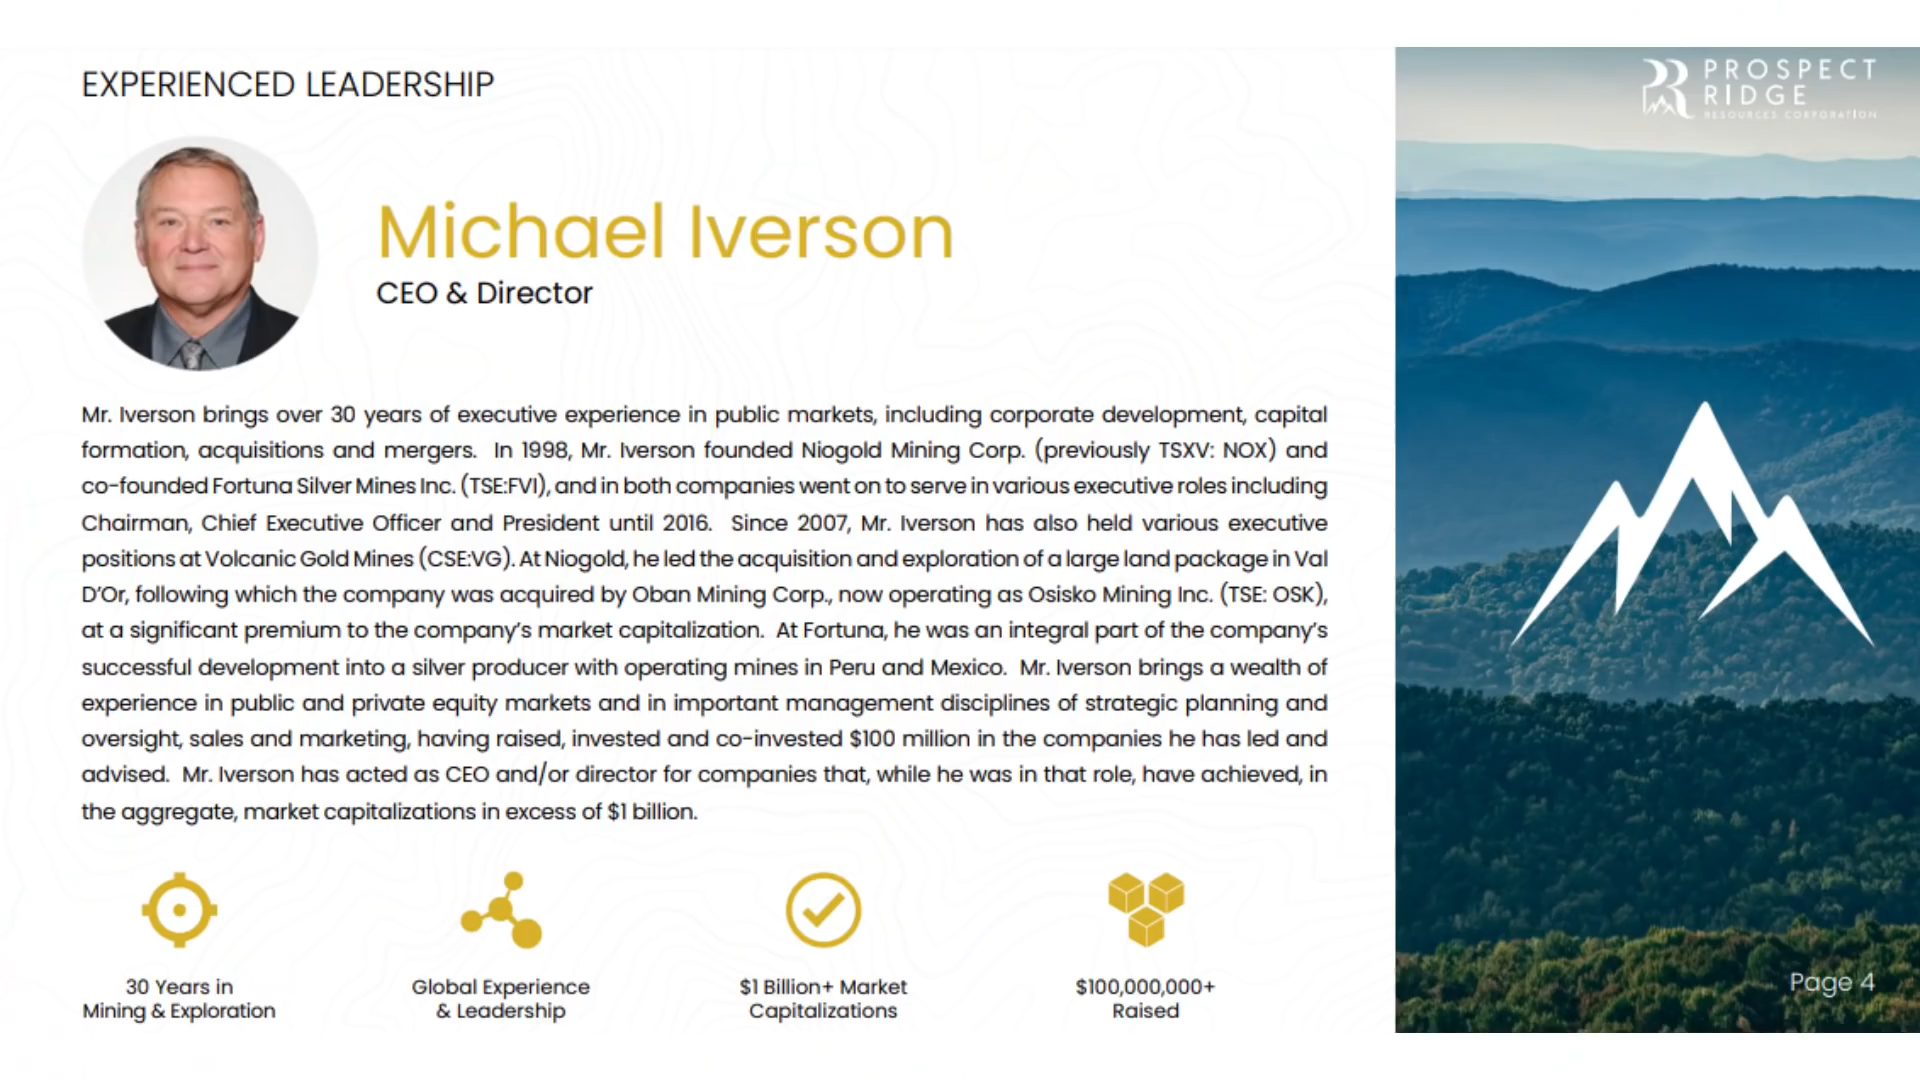 EXPERIENCED LEADERSHIP
PROSPECT
RIDGE
RESOURCES CORPORATION
Michael Iverson
CEO & Director
Mr. Iverson brings over 30 years of executive experience in public markets, including corporate development, capital
formation, acquisitions and mergers. In 1998, Mr. Iverson founded Niogold Mining Corp. (previously TSXV: NOX) and
co-founded Fortuna Silver Mines Inc. (TSE:FVI), and in both companies went on to serve in various executive roles including
Chairman, Chief Executive Officer and President until 2016. Since 2007, Mr. Iverson has also held various executive
positions at Volcanic Gold Mines (CSE:VG). At Niogold, he led the acquisition and exploration of a large land package in Val
D’Or, following which the company was acquired by Oban Mining Corp., now operating as Osisko Mining Inc. (TSE: OSK),
at a significant premium to the company’s market capitalization. At Fortuna, he was an integral part of the company’s
successful development into a silver producer with operating mines in Peru and Mexico. Mr. Iverson brings a wealth of
experience in public and private equity markets and in important management disciplines of strategic planning and
oversight, sales and marketing, having raised, invested and co-invested $100 million in the companies he has led and
advised. Mr. Iverson has acted as CEO and/or director for companies that, while he was in that role, have achieved, in
the aggregate, market capitalizations in excess of $1 billion.
30 Years in
Mining & Exploration
Global Experience
& Leadership
$1 Billion+ Market
Capitalizations
$100,000,000+
Raised
Page 4